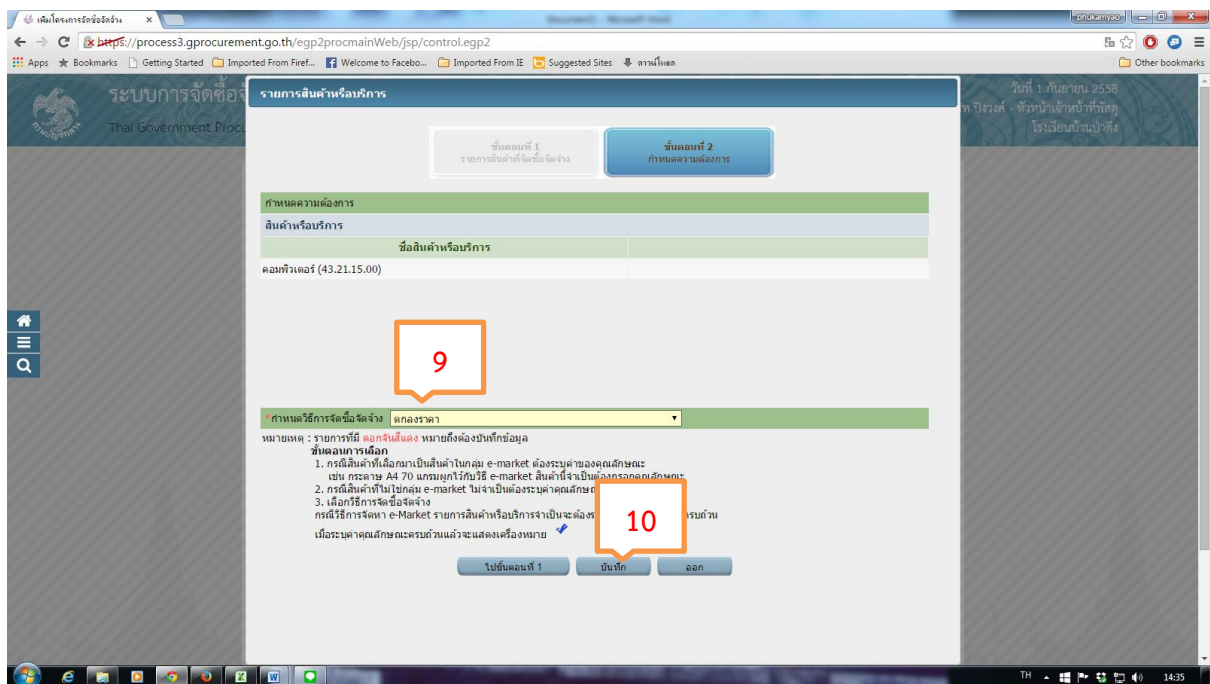 เพิ่มโครงการจัดซื้อจัดจ้าง
phukamyao
https://process3.gprocurement.go.th/egp2procmainWeb/jsp/control.egp2
Apps Bookmarks Getting Started Imported From Firef... Welcome to Facebo... Imported From IE Suggested Sites ดาวน์โหลด Other bookmarks
ระบบการจัดซื้อจ
Thai Government Procu
รายการสินค้าหรือบริการ
วันที่ 1 กันยายน 2558
ปิงวงศ์ - หัวหน้าเจ้าหน้าที่พัสดุ
โรงเรียนบ้านป่าตึง
ขั้นตอนที่ 1
รายการสินค้าที่จัดซื้อจัดจ้าง
ขั้นตอนที่ 2
กำหนดความต้องการ
กำหนดความต้องการ
สินค้าหรือบริการ
ชื่อสินค้าหรือบริการ
คอมพิวเตอร์ (43.21.15.00)
9
*กำหนดวิธีการจัดซื้อจัดจ้าง ตกลงราคา
หมายเหตุ : รายการที่มี ดอกจันสีแดง หมายถึงต้องบันทึกข้อมูล
ขั้นตอนการเลือก
1. กรณีสินค้าที่เลือกมาเป็นสินค้าในกลุ่ม e-market ต้องระบุค่าของคุณลักษณะ
เช่น กระดาษ A4 70 แกรมผูกไว้กับวิธี e-market สินค้านี้จำเป็นต้องกรอกคุณลักษณะ
2. กรณีสินค้าที่ไม่ใช่กลุ่ม e-market ไม่จำเป็นต้องระบุค่าคุณลักษ
3. เลือกวิธีการจัดซื้อจัดจ้าง
กรณีวิธีการจัดหา e-Market รายการสินค้าหรือบริการจำเป็นจะต้องร ครบถ้วน
10
เมื่อระบุค่าคุณลักษณะครบถ้วนแล้วจะแสดงเครื่องหมาย
ไปขั้นตอนที่ 1 บันทึก ออก
TH 14:35